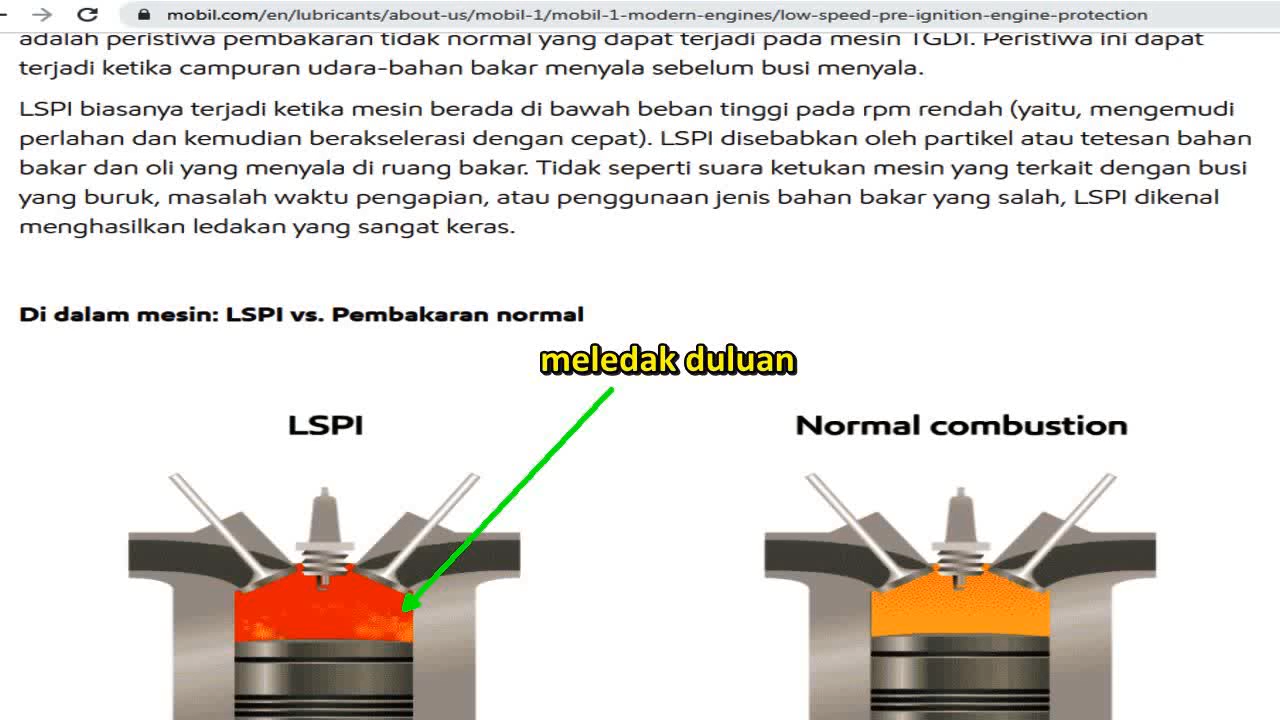 mobil.com/en/lubricants/about-us/mobil-1/mobil-1-modern-engines/low-speed-pre-ignition-engine-protection
adalah peristiwa pembakaran tidak normal yang dapat terjadi pada mesin TGDI. Peristiwa ini dapat
terjadi ketika campuran udara-bahan bakar menyala sebelum busi menyala.
LSPI biasanya terjadi ketika mesin berada di bawah beban tinggi pada rpm rendah (yaitu, mengemudi
perlahan dan kemudian berakselerasi dengan cepat). LSPI disebabkan oleh partikel atau tetesan bahan
bakar dan oli yang menyala di ruang bakar. Tidak seperti suara ketukan mesin yang terkait dengan busi
yang buruk, masalah waktu pengapian, atau penggunaan jenis bahan bakar yang salah, LSPI dikenal
menghasilkan ledakan yang sangat keras.
Di dalam mesin: LSPI vs. Pembakaran normal
meledak duluan
LSPI
Normal combustion